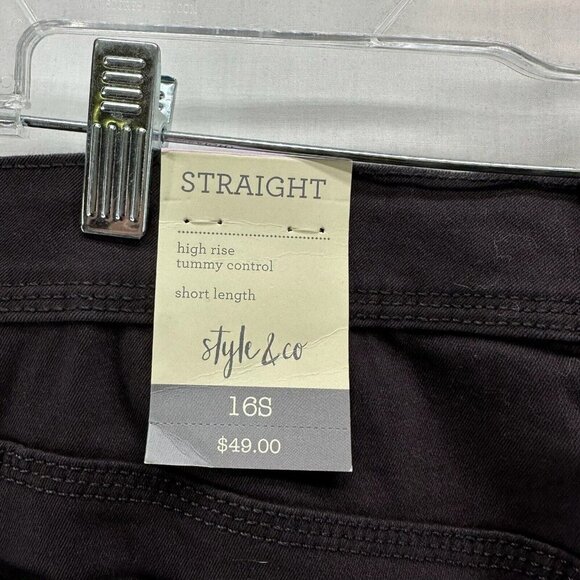 STRAIGHT
high rise
tummy control
short length
style & co
16S
$49.00